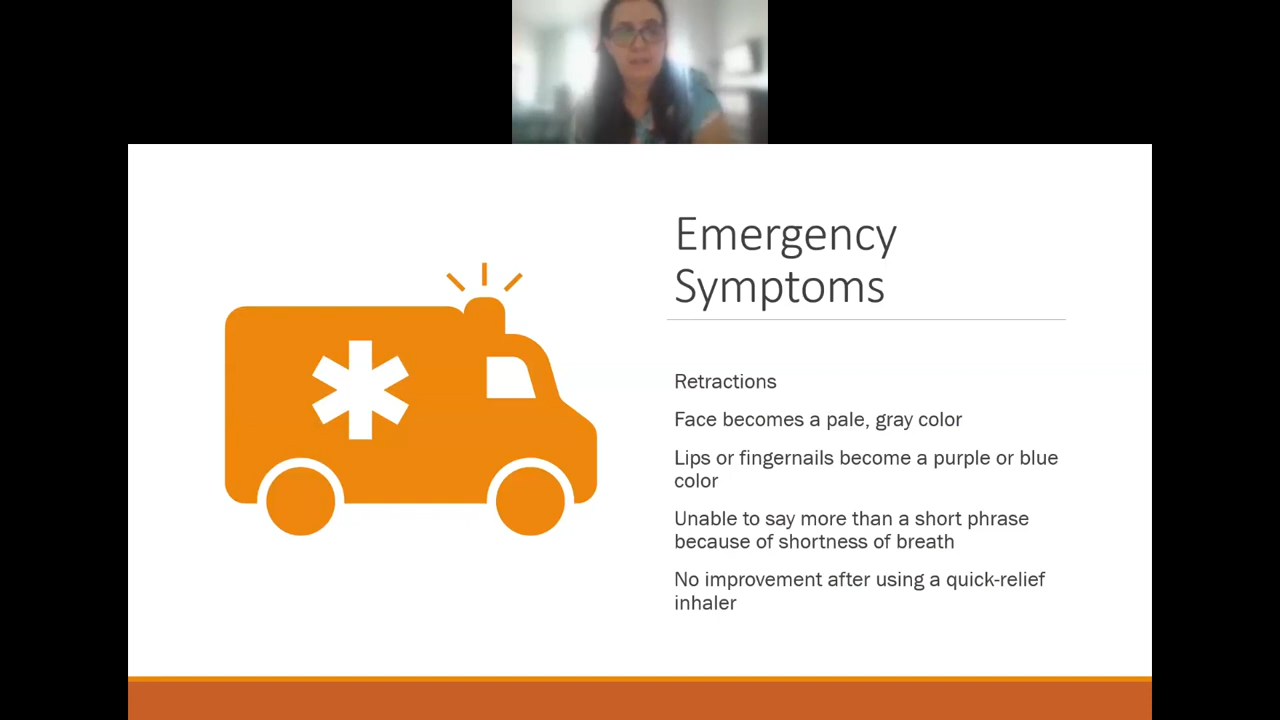 Emergency
Symptoms
Retractions
Face becomes a pale, gray color
Lips or fingernails become a purple or blue
color
Unable to say more than a short phrase
because of shortness of breath
No improvement after using a quick-relief
inhaler